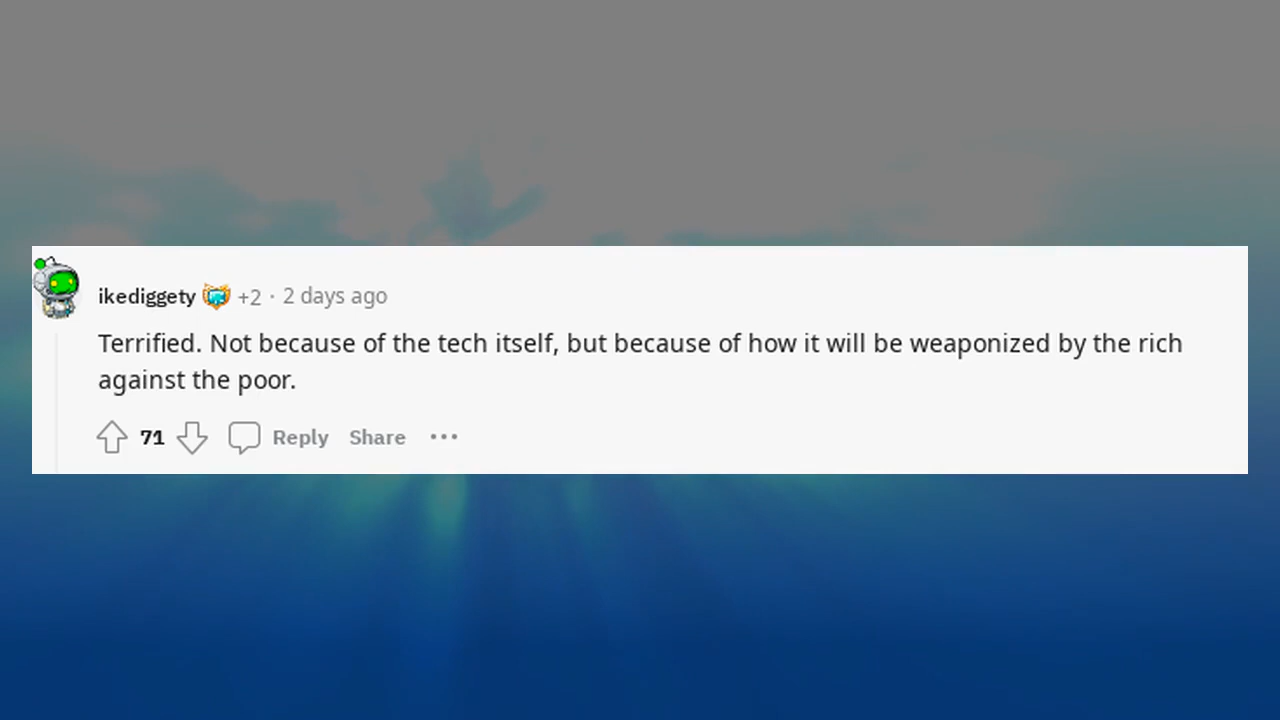 ikediggety +2 · 2 days ago
Terrified. Not because of the tech itself, but because of how it will be weaponized by the rich
against the poor.
71 Reply Share ···